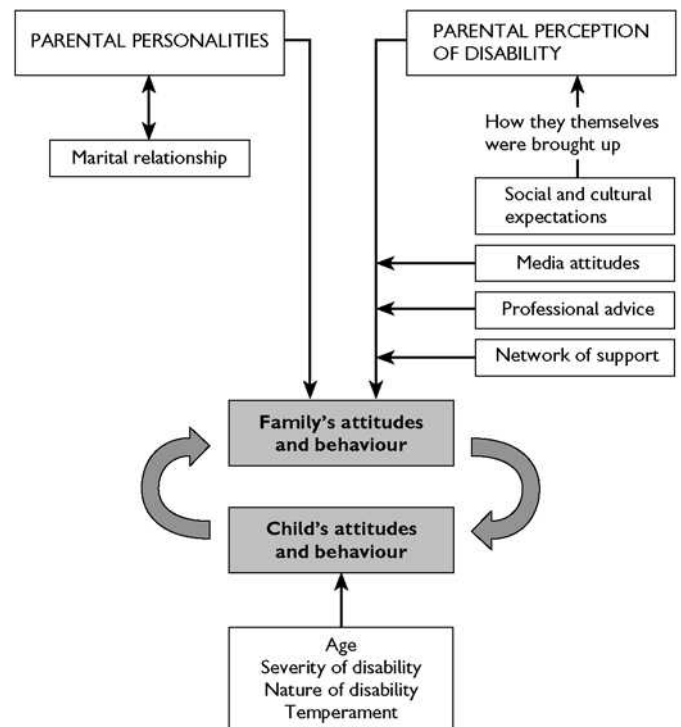 PARENTAL PERSONALITIES
PARENTAL PERCEPTION
OF DISABILITY
Marital relationship
How they themselves
were brought up
Social and cultural
expectations
Media attitudes
Professional advice
Network of support
Family's attitudes
and behaviour
Child's attitudes
and behaviour
Age
Severity of disability
Nature of disability
Temperament